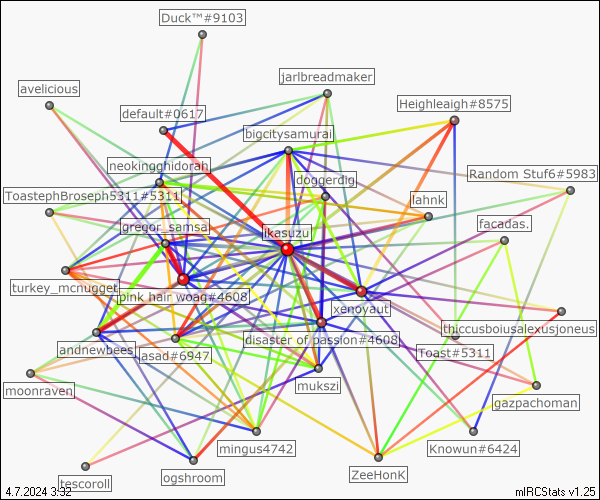 Duck™#9103
jarlbreadmaker
avelicious
Heighleaigh#8575
default#0617
bigcitysamurai
neokingghidorah
Random Stuf6#5983
doggerdig
ToastephBroseph5311#5311
lahnk
gregor_samsa
facadas.
ikasuzu
turkey_mcnugget
pink hair woag#4608
xenoyaut
thiccusboiusalexusjoneus
disaster of passion#4608
andnewbees
asad#6947
Toast#5311
mukszi
moonraven
gazpachoman
mingus4742
Knowun#6424
tescoroll
ogshroom
ZeeHonK
4.7.2024 3:32
mIRCStats v1.25